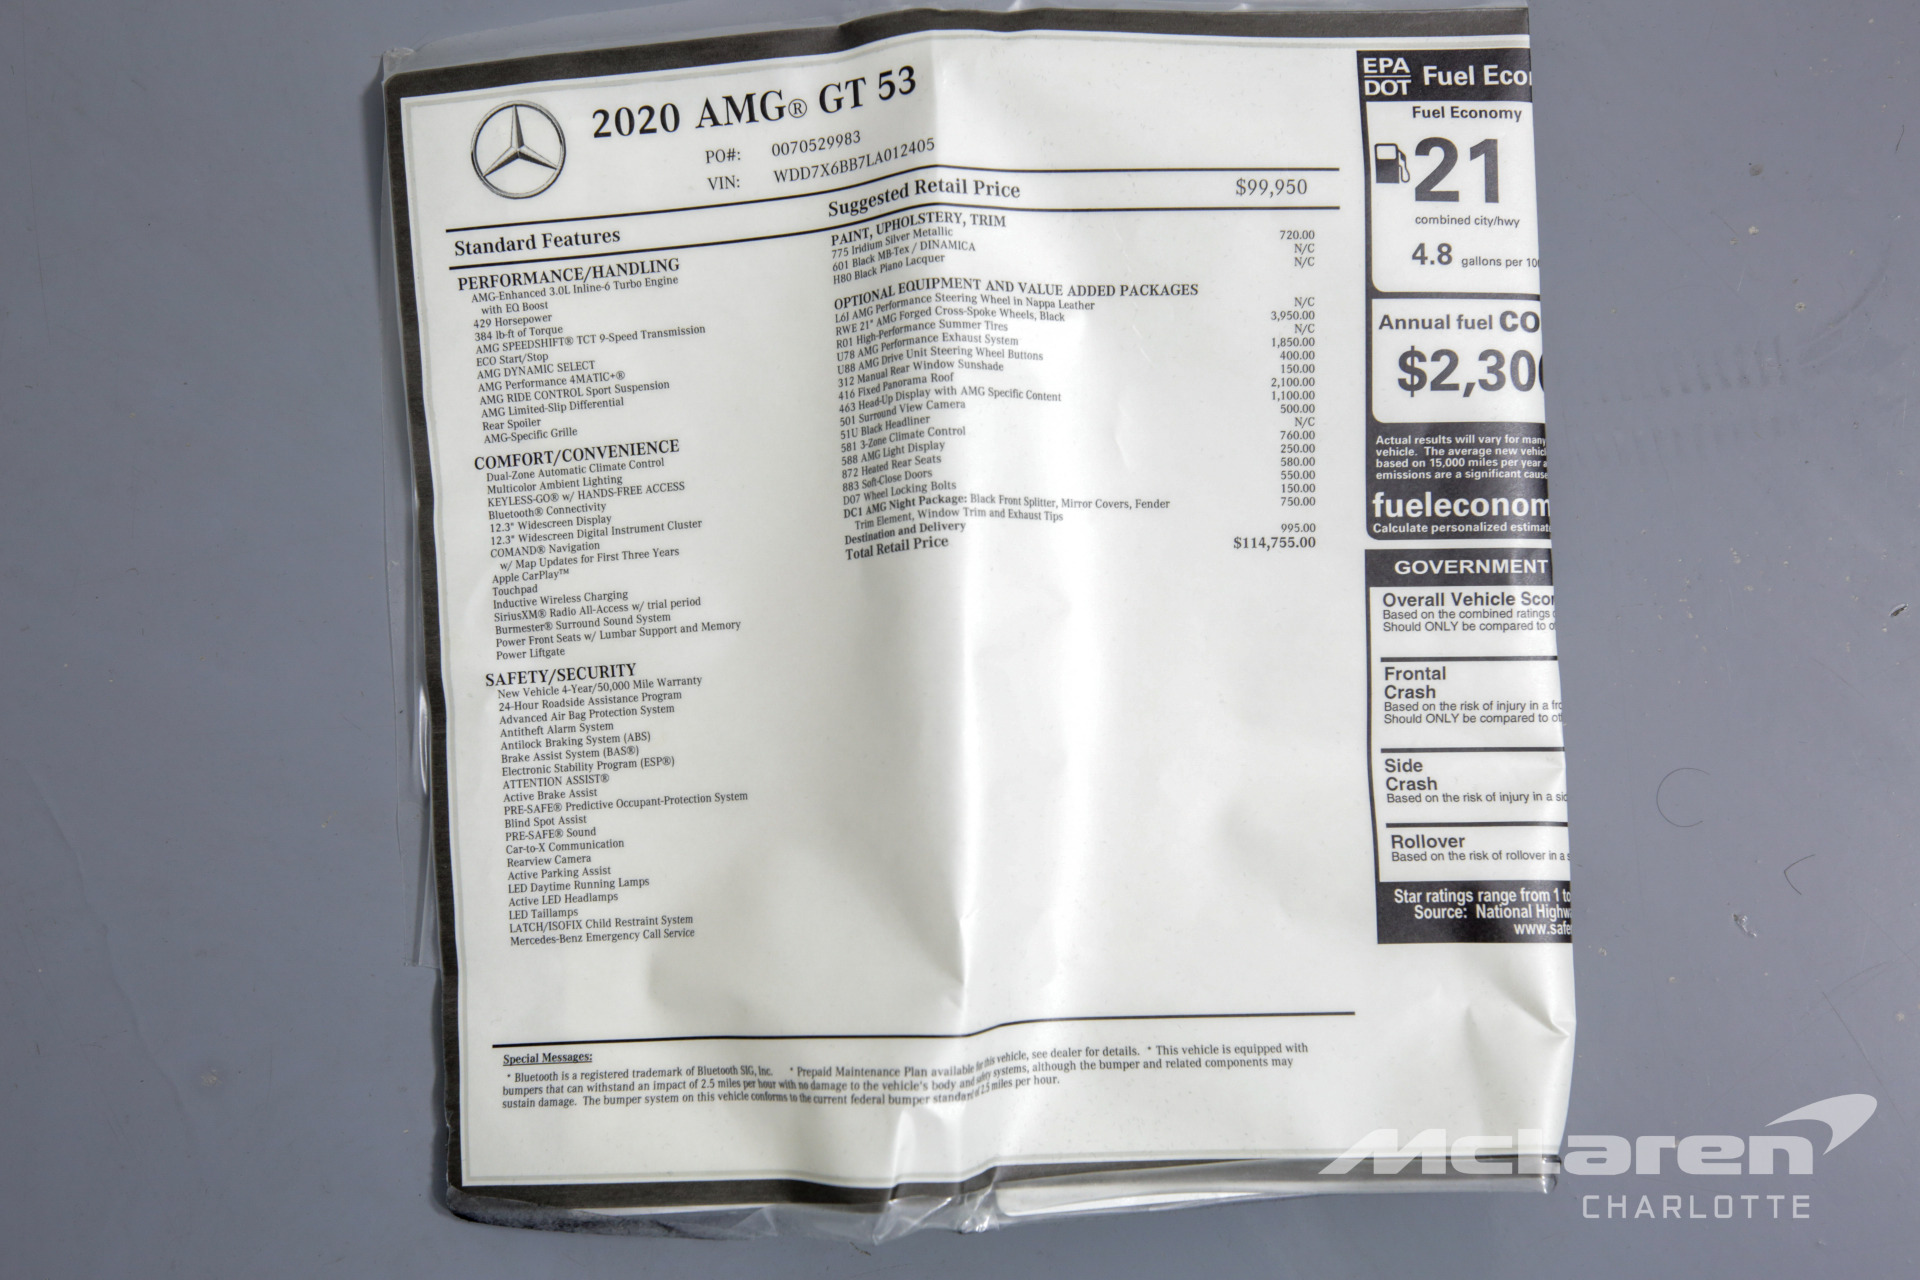 2020 AMG® GT 53
PO#: 0070529983
VIN: WDD7X6BB7LA012405
Standard Features
PERFORMANCE/HANDLING
AMG-Enhanced 3.0L Inline-6 Turbo Engine
with EQ Boost
429 Horsepower
384 lb-ft of Torque
AMG SPEEDSHIFT® TCT 9-Speed Transmission
ECO Start/Stop
AMG DYNAMIC SELECT
AMG Performance 4MATIC+®
AMG RIDE CONTROL Sport Suspension
AMG Limited-Slip Differential
Rear Spoiler
AMG-Specific Grille
COMFORT/CONVENIENCE
Dual-Zone Automatic Climate Control
Multicolor Ambient Lighting
KEYLESS-GO® w/ HANDS-FREE ACCESS
Bluetooth® Connectivity
12.3" Widescreen Display
12.3" Widescreen Digital Instrument Cluster
COMAND® Navigation
w/ Map Updates for First Three Years
Apple CarPlay™
Touchpad
Inductive Wireless Charging
SiriusXM® Radio All-Access w/ trial period
Burmester® Surround Sound System
Power Front Seats w/ Lumbar Support and Memory
Power Liftgate
SAFETY/SECURITY
New Vehicle 4-Year/50,000 Mile Warranty
24-Hour Roadside Assistance Program
Advanced Air Bag Protection System
Antitheft Alarm System
Antilock Braking System (ABS)
Brake Assist System (BAS®)
Electronic Stability Program (ESP®)
ATTENTION ASSIST®
Active Brake Assist
PRE-SAFE® Predictive Occupant-Protection System
Blind Spot Assist
PRE-SAFE® Sound
Car-to-X Communication
Rearview Camera
Active Parking Assist
LED Daytime Running Lamps
Active LED Headlamps
LED Taillamps
LATCH/ISOFIX Child Restraint System
Mercedes-Benz Emergency Call Service
Suggested Retail Price $99,950
PAINT, UPHOLSTERY, TRIM
775 Iridium Silver Metallic 720.00
601 Black MB-Tex / DINAMICA N/C
H80 Black Piano Lacquer N/C
OPTIONAL EQUIPMENT AND VALUE ADDED PACKAGES
L6J AMG Performance Steering Wheel in Nappa Leather N/C
RWE 21" AMG Forged Cross-Spoke Wheels, Black 3,950.00
R01 High-Performance Summer Tires N/C
U78 AMG Performance Exhaust System 1,850.00
U88 AMG Drive Unit Steering Wheel Buttons 400.00
312 Manual Rear Window Sunshade 150.00
416 Fixed Panorama Roof 2,100.00
463 Head-Up Display with AMG Specific Content 1,100.00
501 Surround View Camera 500.00
51U Black Headliner N/C
581 3-Zone Climate Control 760.00
588 AMG Light Display 250.00
872 Heated Rear Seats 580.00
883 Soft-Close Doors 550.00
D07 Wheel Locking Bolts 150.00
DC1 AMG Night Package: Black Front Splitter, Mirror Covers, Fender 750.00
Trim Element, Window Trim and Exhaust Tips
Destination and Delivery 995.00
Total Retail Price $114,755.00
Special Messages:
* Bluetooth is a registered trademark of Bluetooth SIG, Inc. * Prepaid Maintenance Plan available for this vehicle, see dealer for details. * This vehicle is equipped with
bumpers that can withstand an impact of 2.5 miles per hour with no damage to the vehicle's body and safety systems, although the bumper and related components may
sustain damage. The bumper system on this vehicle conforms to the current federal bumper standard of 2.5 miles per hour.
EPA
DOT Fuel Eco
Fuel Economy
21
combined city/hwy
4.8 gallons per 10
Annual fuel CO
$2,30
Actual results will vary for many
vehicle. The average new vehic
based on 15,000 miles per year a
emissions are a significant cause
fueleconom
Calculate personalized estimat
GOVERNMENT
Overall Vehicle Scor
Based on the combined ratings
Should ONLY be compared to o
Frontal
Crash
Based on the risk of injury in a fro
Should ONLY be compared to ot
Side
Crash
Based on the risk of injury in a sid
Rollover
Based on the risk of rollover in a s
Star ratings range from 1 to
Source: National Highw
www.safe
McLaren
CHARLOTTE